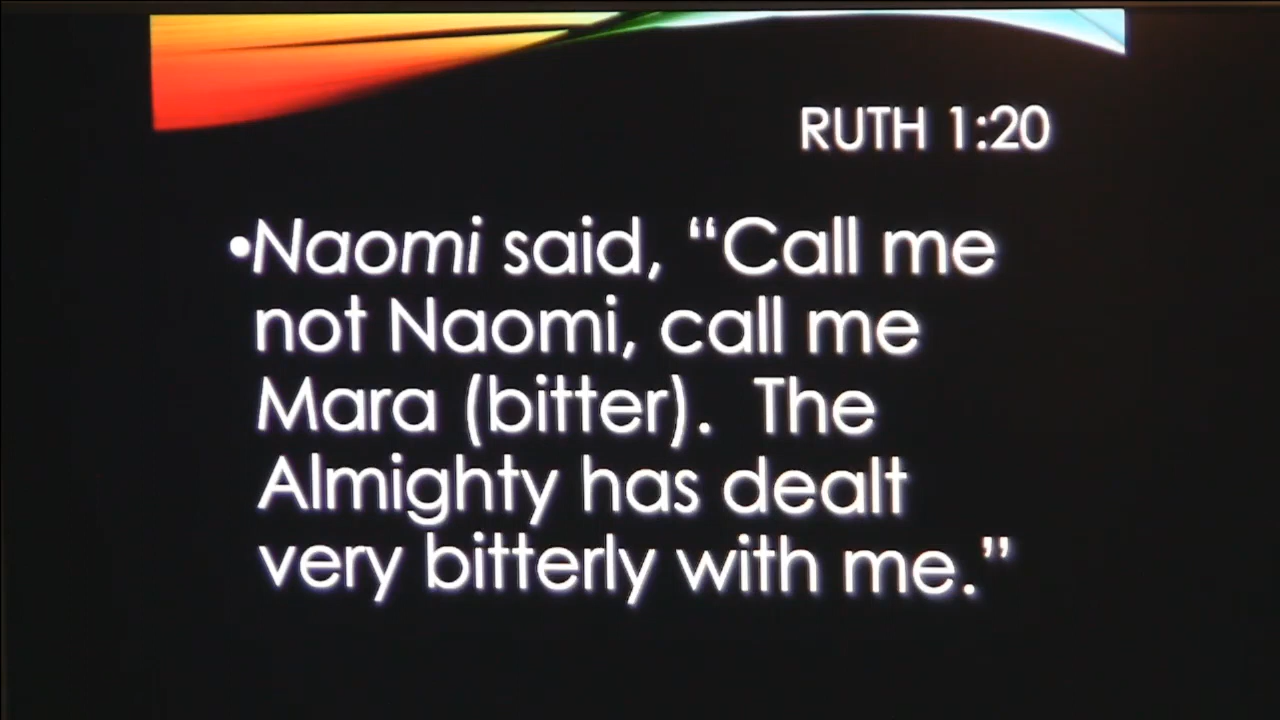 RUTH 1:20
•Naomi said, “Call me
not Naomi, call me
Mara (bitter).  The
Almighty has dealt
very bitterly with me.”